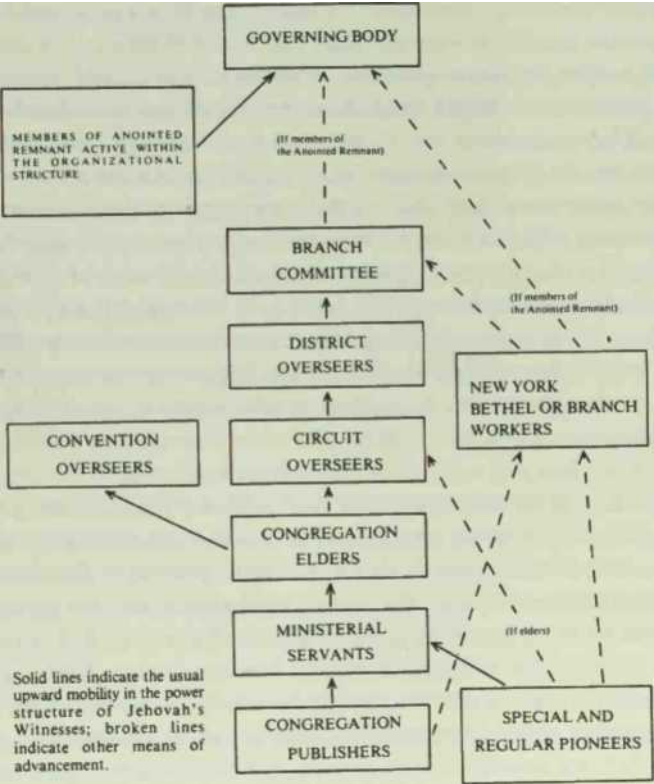 GOVERNING BODY
MEMBERS OF ANOINTED
REMNANT ACTIVE WITHIN
THE ORGANIZATIONAL
STRUCTURE
(If members of
the Anointed Remnant)
BRANCH
COMMITTEE
(If members of
the Anointed Remnant)
DISTRICT
OVERSEERS
NEW YORK
BETHEL OR BRANCH
WORKERS
CONVENTION
OVERSEERS
CIRCUIT
OVERSEERS
CONGREGATION
ELDERS
MINISTERIAL
SERVANTS
(If elders)
Solid lines indicate the usual
upward mobility in the power
structure of Jehovah's
Witnesses; broken lines
indicate other means of
advancement.
CONGREGATION
PUBLISHERS
SPECIAL AND
REGULAR PIONEERS